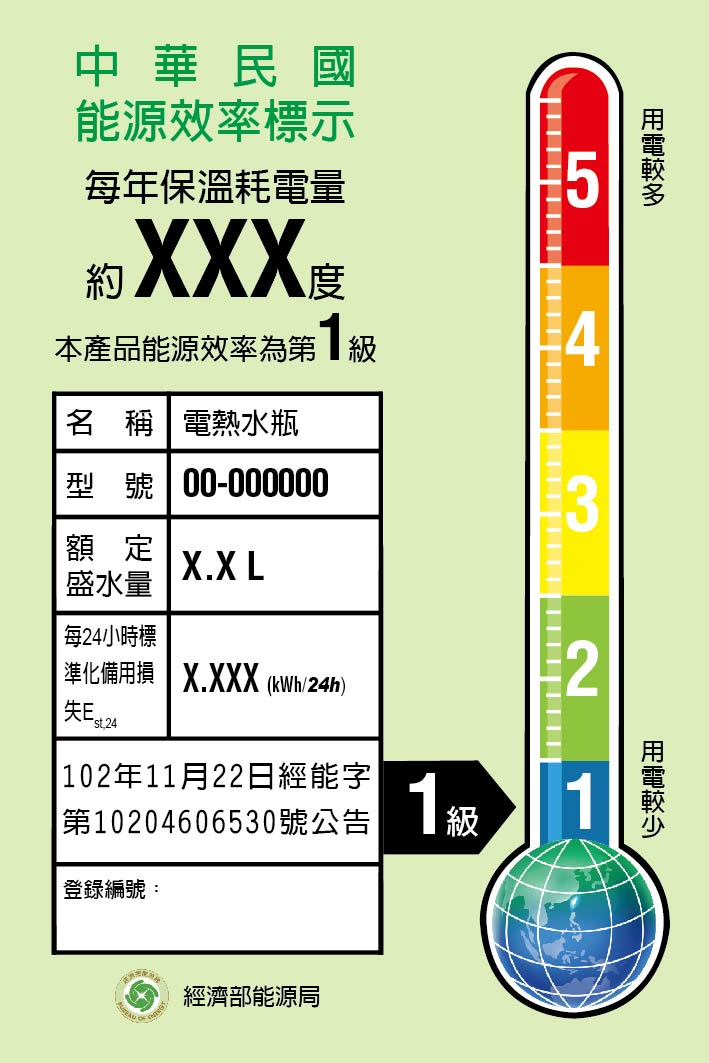 中華民國
能源效率標示
每年保溫耗電量
約XXX度
本產品能源效率為第1級
名稱 電熱水瓶
型號 00-000000
額定
盛水量 X.X L
每24小時標
準化備用損
失Est,24
X.XXX (kWh/24h)
102年11月22日經能字
第10204606530號公告
登錄編號：
1級
經濟部能源局
BUREAU OF ENERGY
用電較多
5
4
3
2
1
用電較少